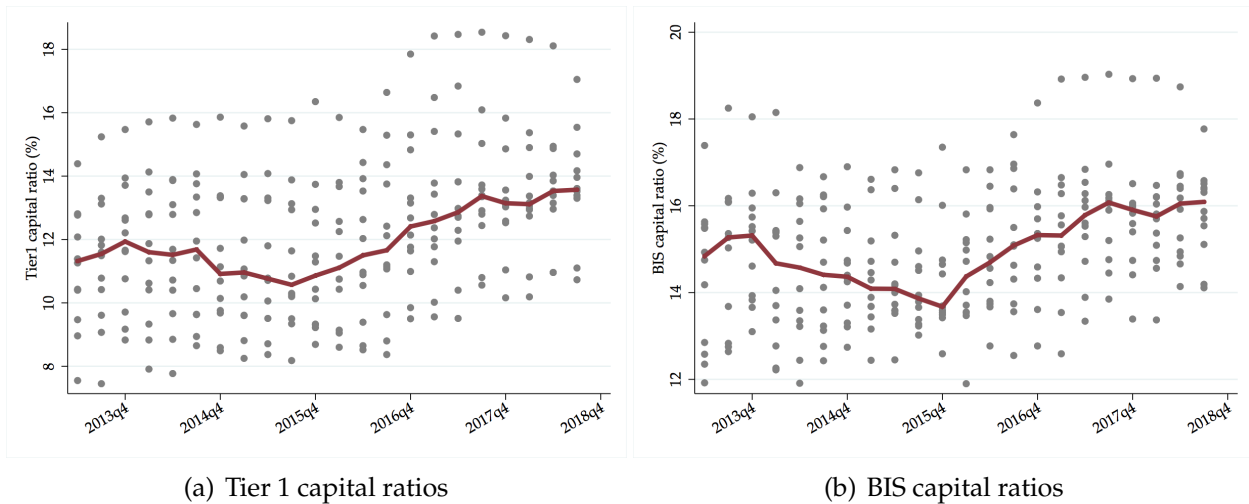 Tier1 capital ratio (%)
18
16
14
12
10
8
2013q4
2014q4
2015q4
2016q4
2017q4
2018q4
(a) Tier 1 capital ratios
BIS capital ratio (%)
20
18
16
14
12
2013q4
2014q4
2015q4
2016q4
2017q4
2018q4
(b) BIS capital ratios